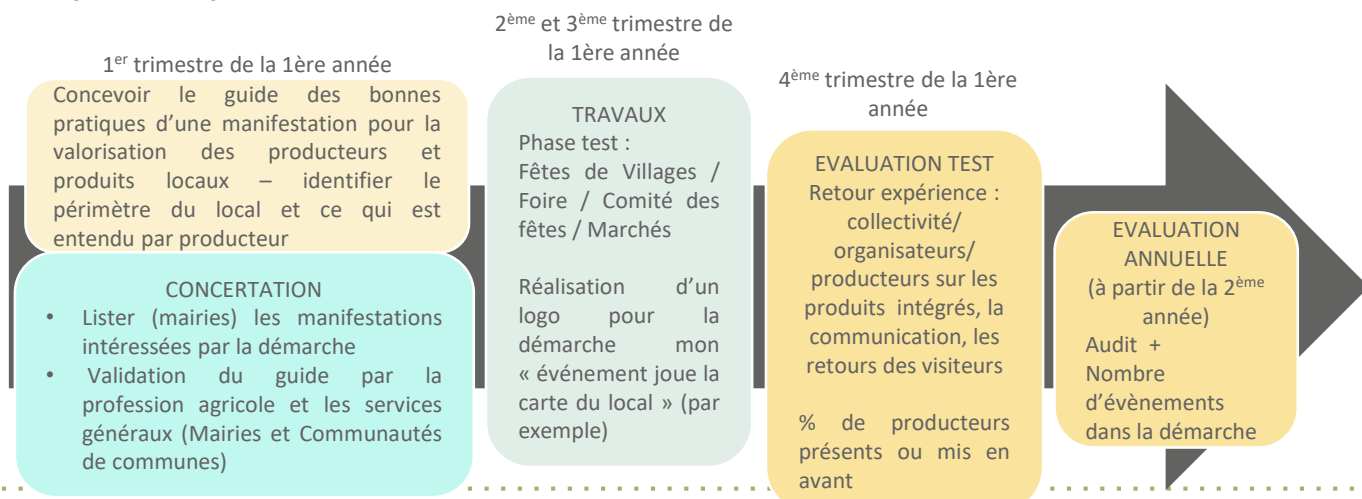 1er trimestre de la 1ère année
Concevoir le guide des bonnes
pratiques d'une manifestation pour la
valorisation des producteurs et
produits locaux – identifier le
périmètre du local et ce qui est
entendu par producteur
CONCERTATION
• Lister (mairies) les manifestations
intéressées par la démarche
• Validation du guide par la
profession agricole et les services
généraux (Mairies et Communautés
de communes)
2ème et 3ème trimestre de
la 1ère année
TRAVAUX
Phase test :
Fêtes de Villages /
Foire / Comité des
fêtes / Marchés
Réalisation d'un
logo pour la
démarche mon
« événement joue la
carte du local » (par
exemple)
4ème trimestre de la 1ère
année
EVALUATION TEST
Retour expérience :
collectivité/
organisateurs/
producteurs sur les
produits intégrés, la
communication, les
retours des visiteurs
% de producteurs
présents ou mis en
avant
EVALUATION
ANNUELLE
(à partir de la 2ème
année)
Audit +
Nombre
d'évènements
dans la démarche